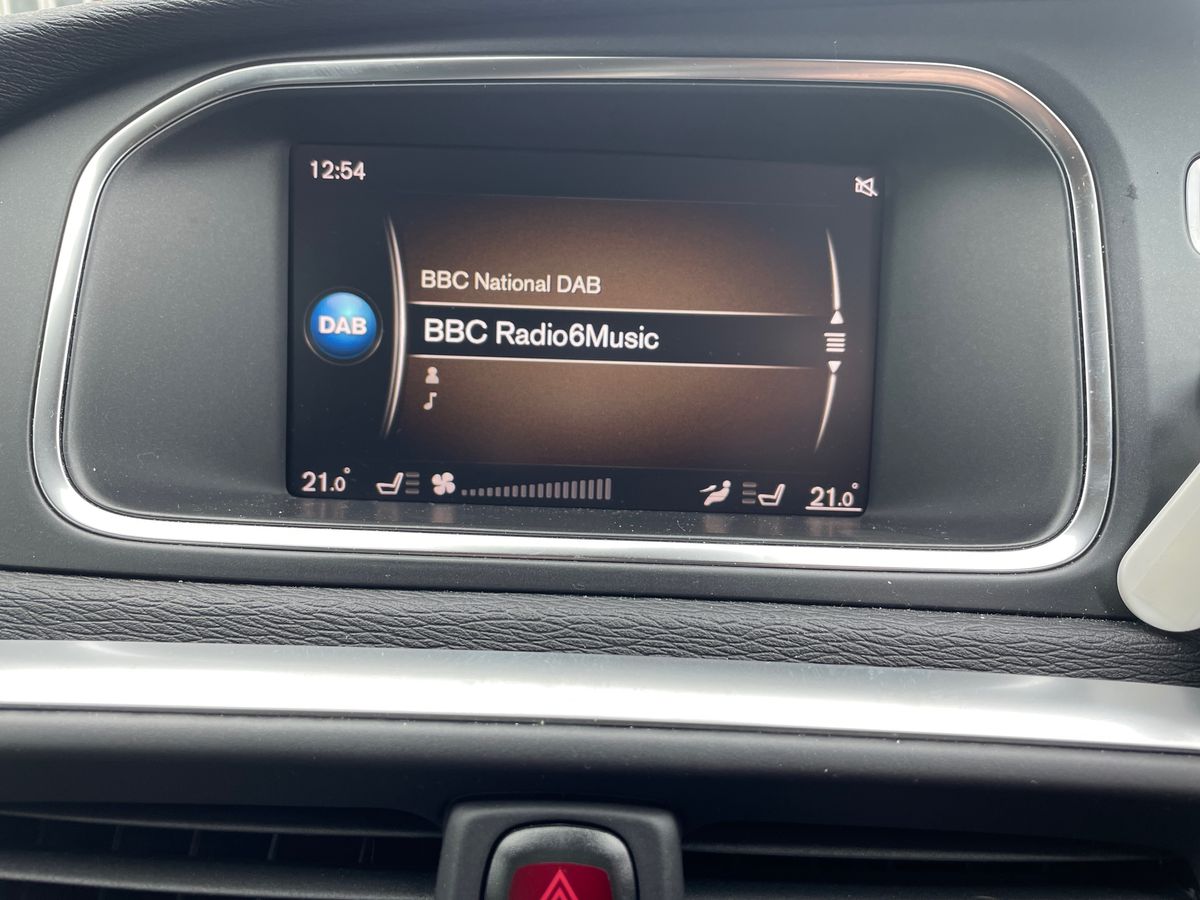 12:54
BBC National DAB
DAB
BBC Radio6Music
21.0°
21.0°